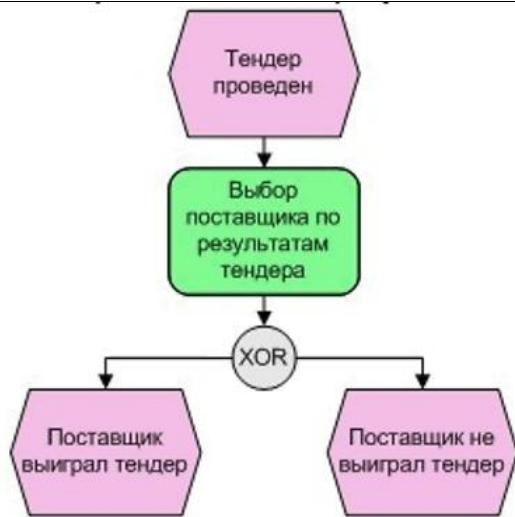 Тендер
проведен
Выбор
поставщика по
результатам
тендера
XOR
Поставщик
выиграл тендер
Поставщик не
выиграл тендер